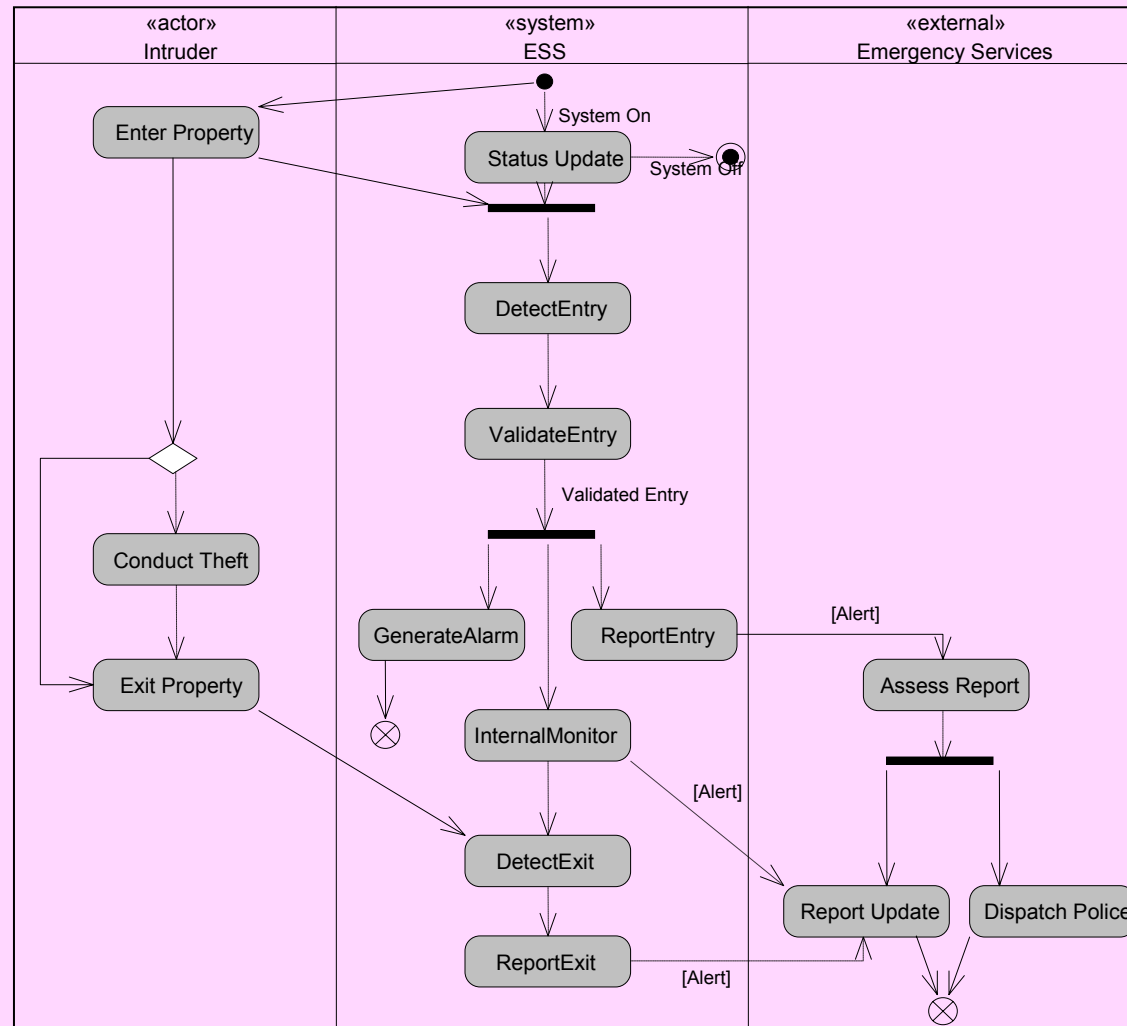 «actor»
Intruder
«system»
ESS
«external»
Emergency Services
Enter Property
System On
Status Update
System Off
DetectEntry
ValidateEntry
Validated Entry
Conduct Theft
GenerateAlarm
ReportEntry
[Alert]
Exit Property
Assess Report
InternalMonitor
[Alert]
DetectExit
Report Update
Dispatch Police
ReportExit
[Alert]